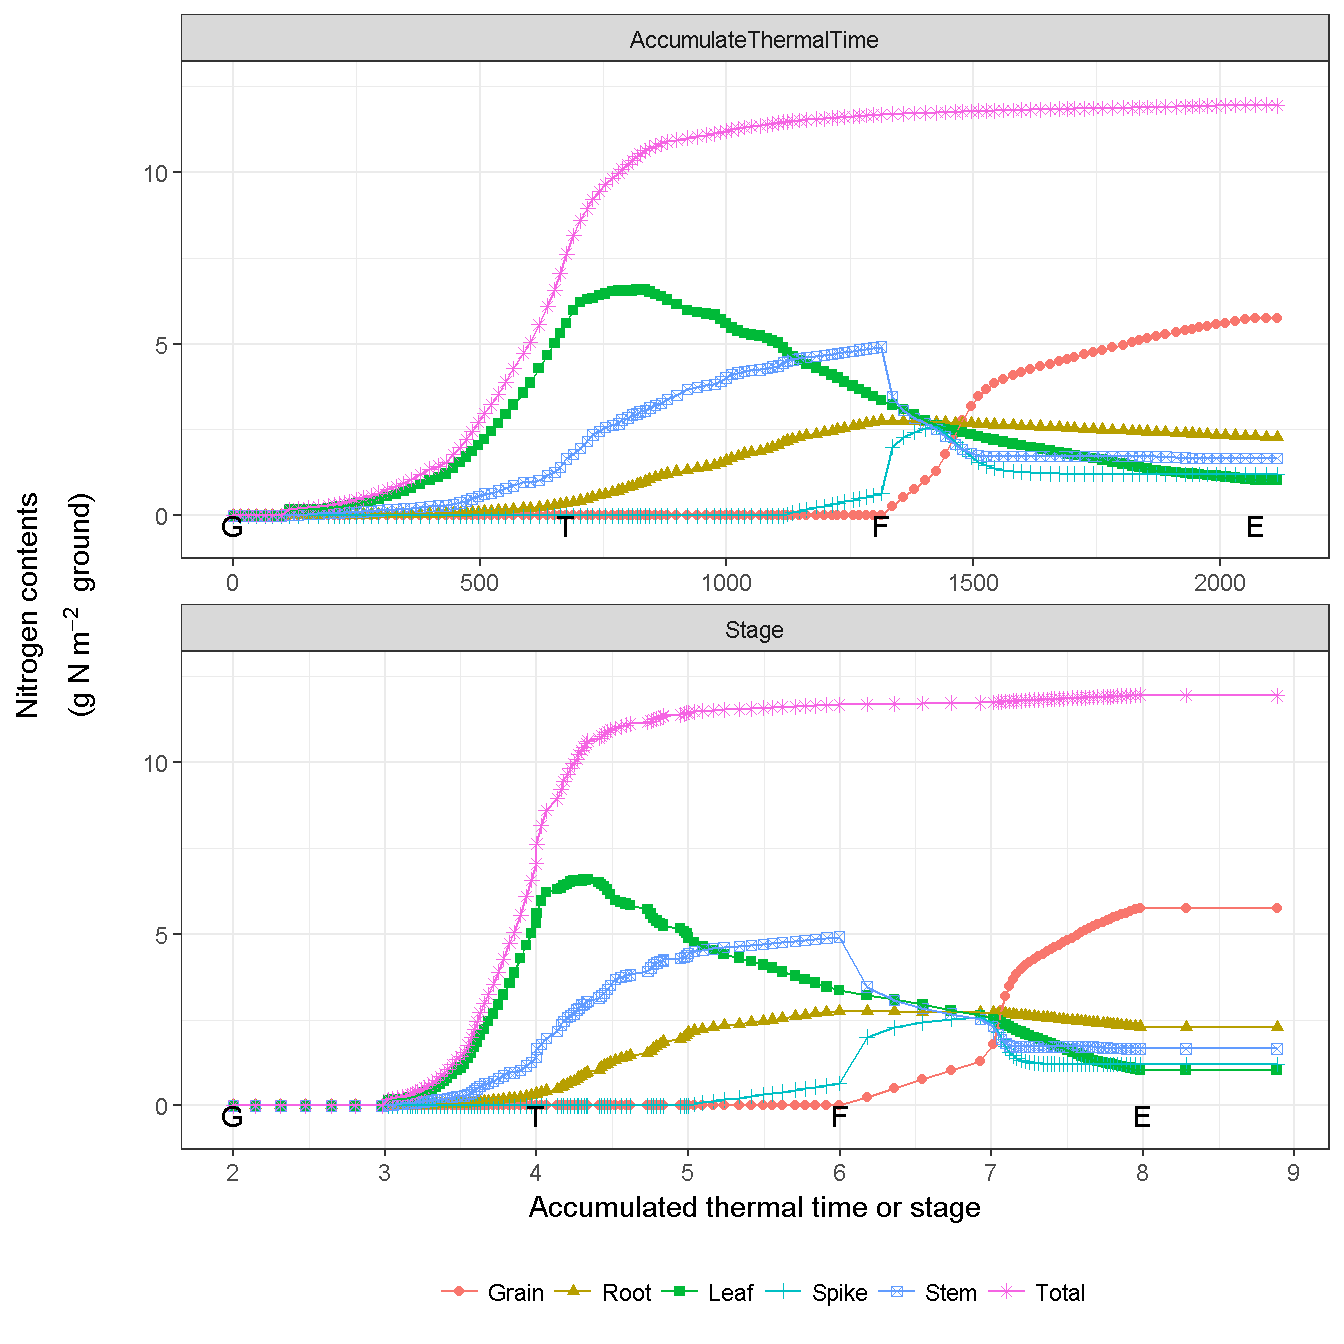 AccumulateThermalTime
10
5
0
G T F E
0 500 1000 1500 2000
Nitrogen contents
(g N m⁻² ground)
Stage
10
5
0
G T F E
2 3 4 5 6 7 8 9
Accumulated thermal time or stage
Grain Root Leaf Spike Stem Total